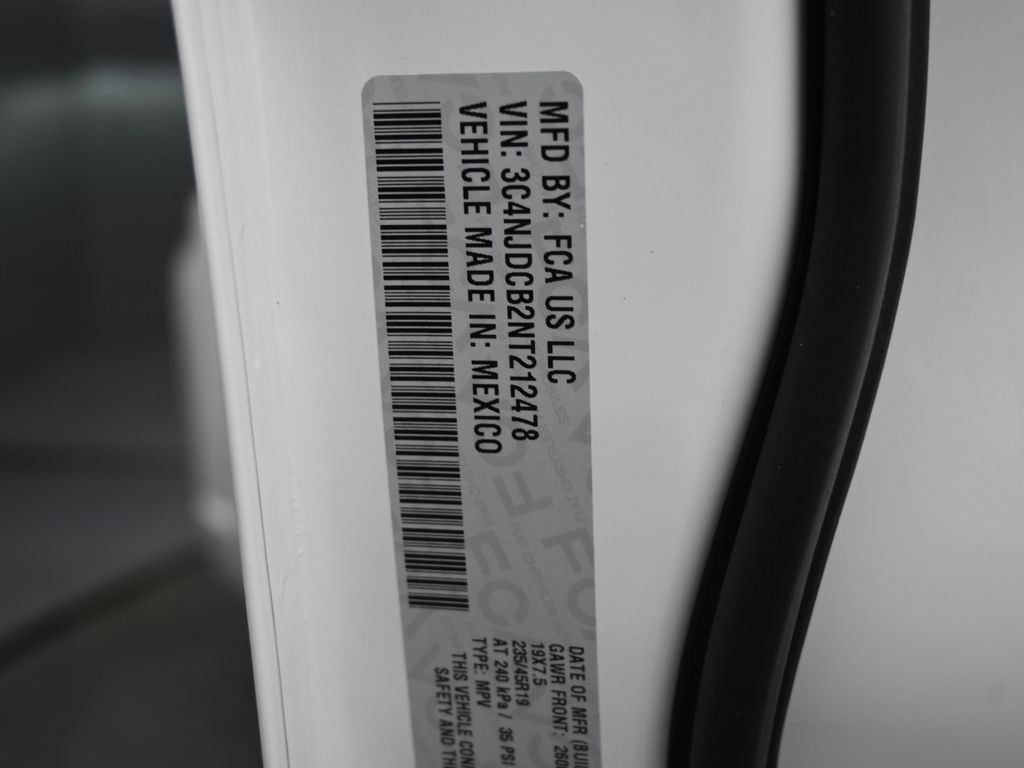 MFD BY: FCA US LLC
VIN: 3C4NJDCB2NT212478
VEHICLE MADE IN: MEXICO
DATE OF MFR
GAWR FRONT:
19X7.5
235/45R19
AT 240 kPa / 35 PSI
TYPE: MPV
THIS VEHICLE
SAFETY AND